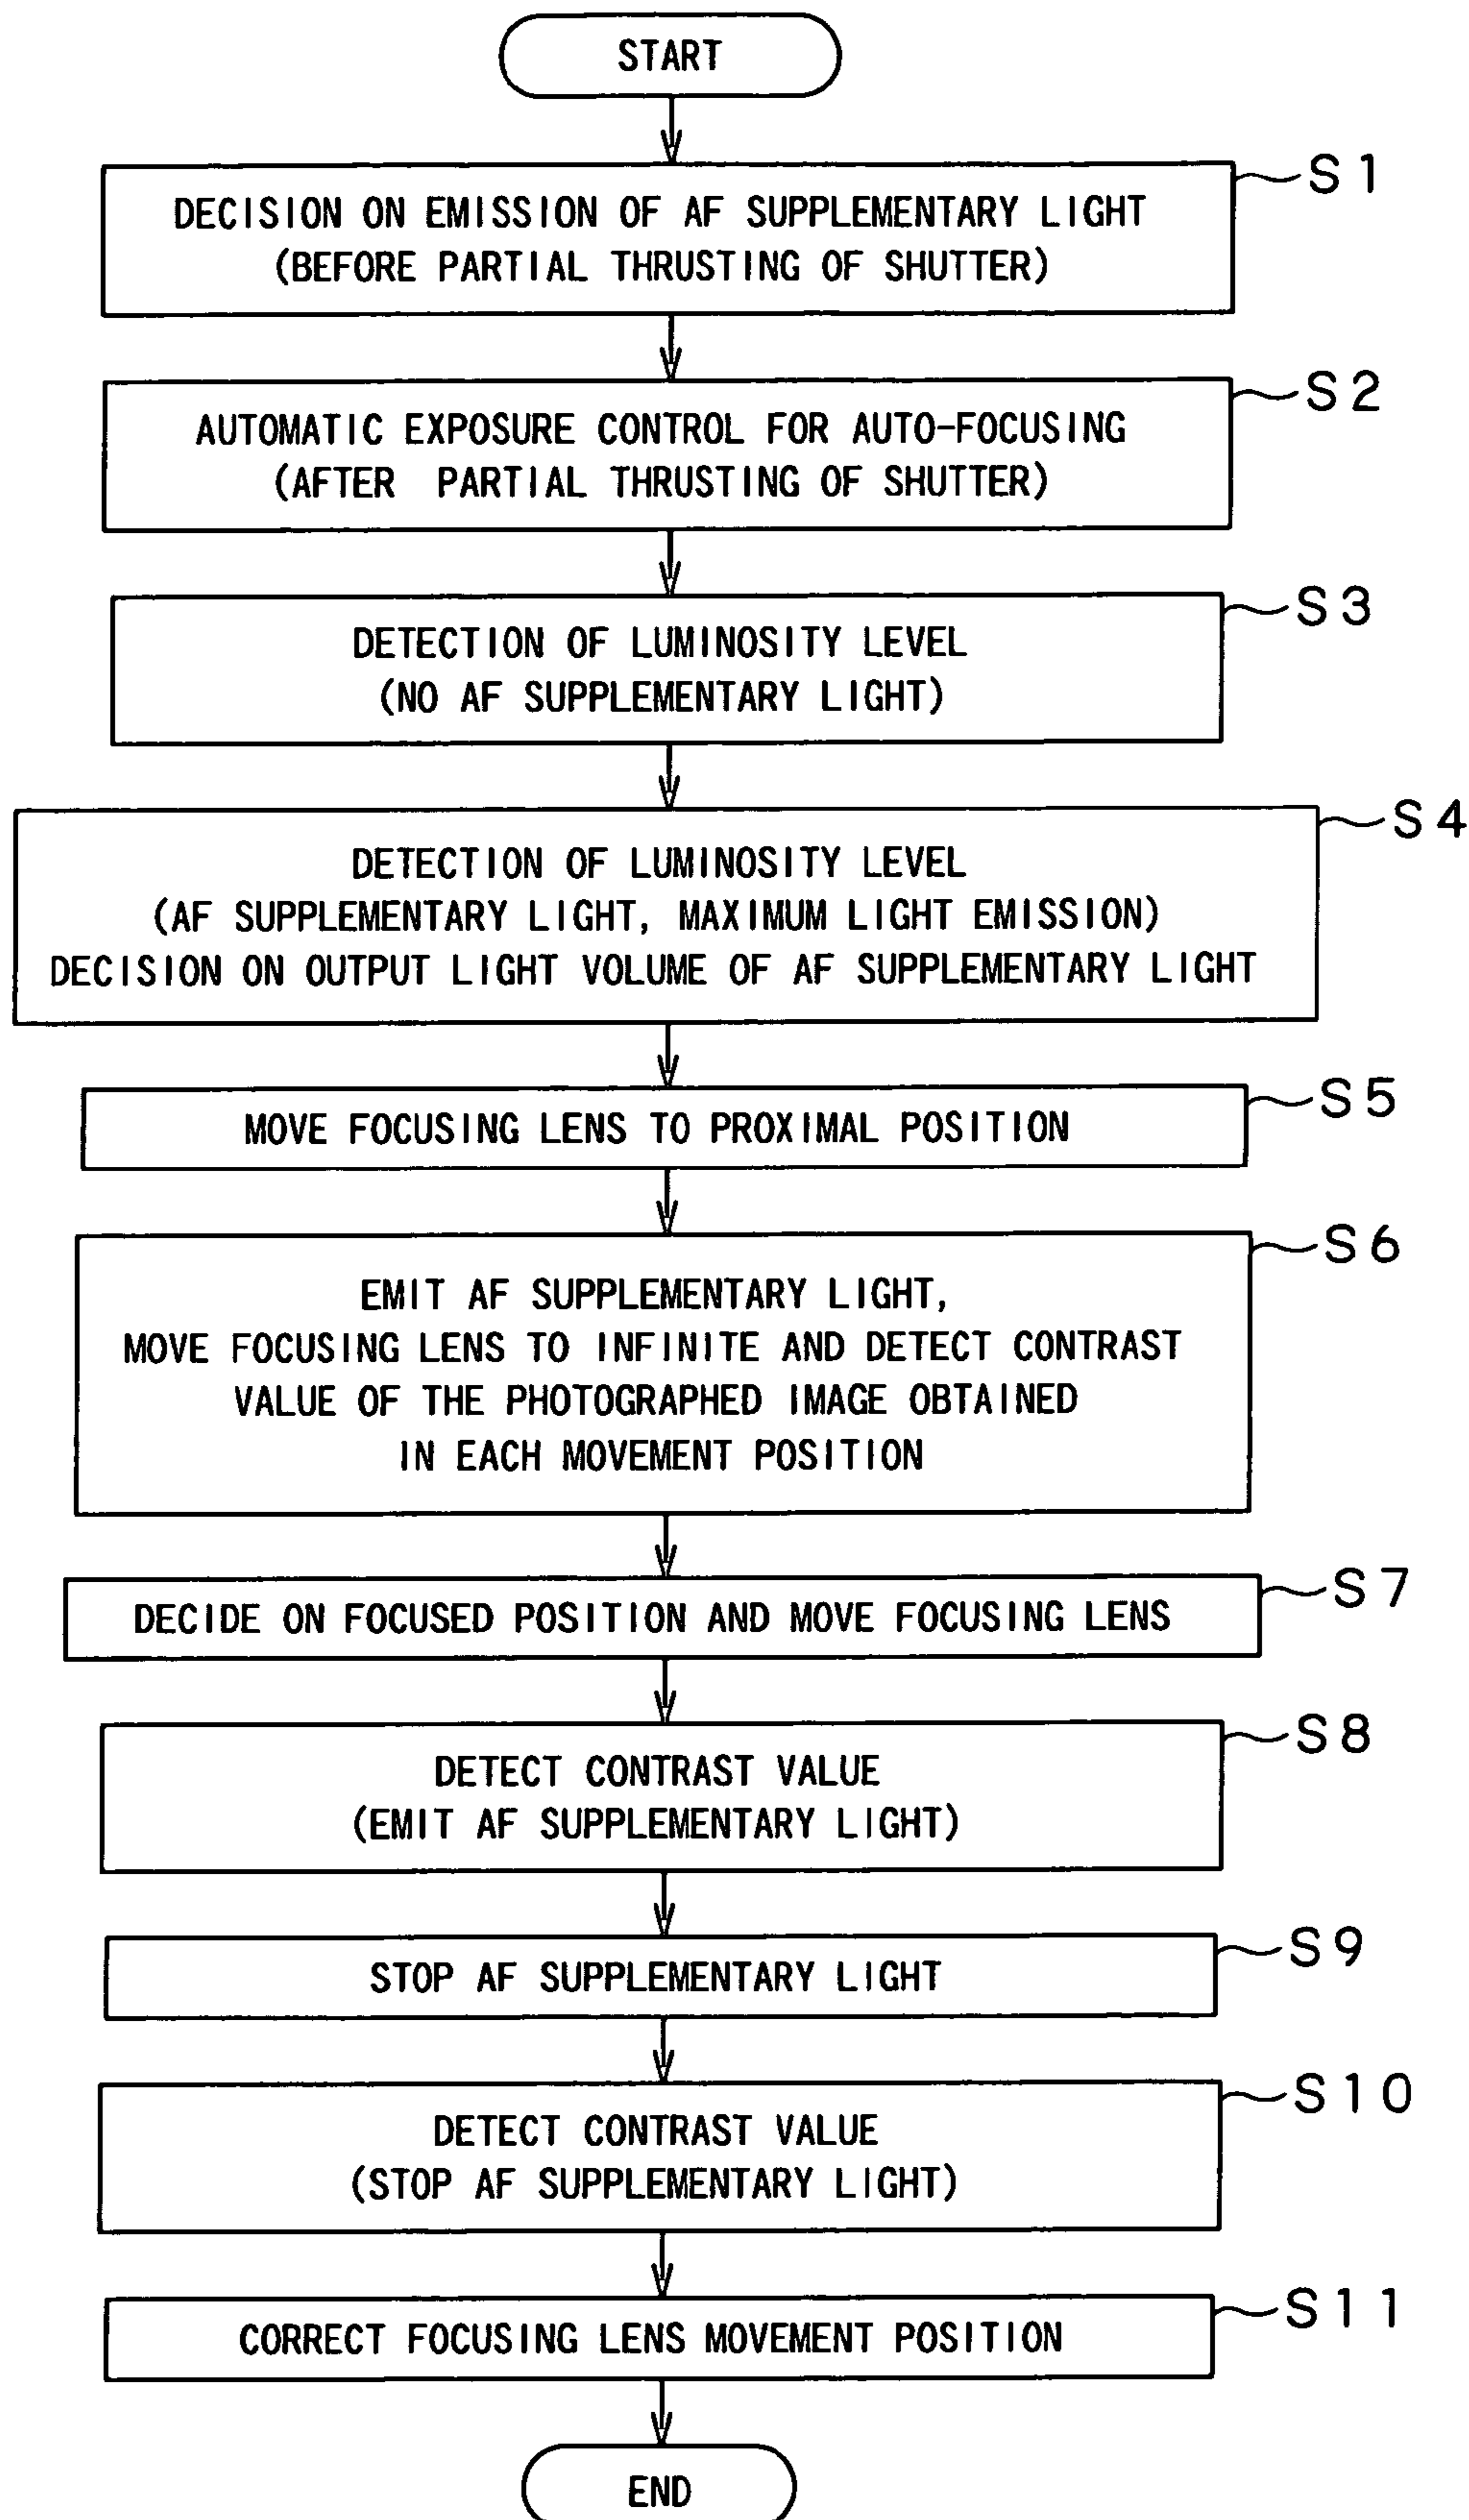 START
S1
DECISION ON EMISSION OF AF SUPPLEMENTARY LIGHT
(BEFORE PARTIAL THRUSTING OF SHUTTER)
S2
AUTOMATIC EXPOSURE CONTROL FOR AUTO-FOCUSING
(AFTER PARTIAL THRUSTING OF SHUTTER)
S3
DETECTION OF LUMINOSITY LEVEL
(NO AF SUPPLEMENTARY LIGHT)
S4
DETECTION OF LUMINOSITY LEVEL
(AF SUPPLEMENTARY LIGHT, MAXIMUM LIGHT EMISSION)
DECISION ON OUTPUT LIGHT VOLUME OF AF SUPPLEMENTARY LIGHT
S5
MOVE FOCUSING LENS TO PROXIMAL POSITION
S6
EMIT AF SUPPLEMENTARY LIGHT,
MOVE FOCUSING LENS TO INFINITE AND DETECT CONTRAST
VALUE OF THE PHOTOGRAPHED IMAGE OBTAINED
IN EACH MOVEMENT POSITION
S7
DECIDE ON FOCUSED POSITION AND MOVE FOCUSING LENS
S8
DETECT CONTRAST VALUE
(EMIT AF SUPPLEMENTARY LIGHT)
S9
STOP AF SUPPLEMENTARY LIGHT
S10
DETECT CONTRAST VALUE
(STOP AF SUPPLEMENTARY LIGHT)
S11
CORRECT FOCUSING LENS MOVEMENT POSITION
END